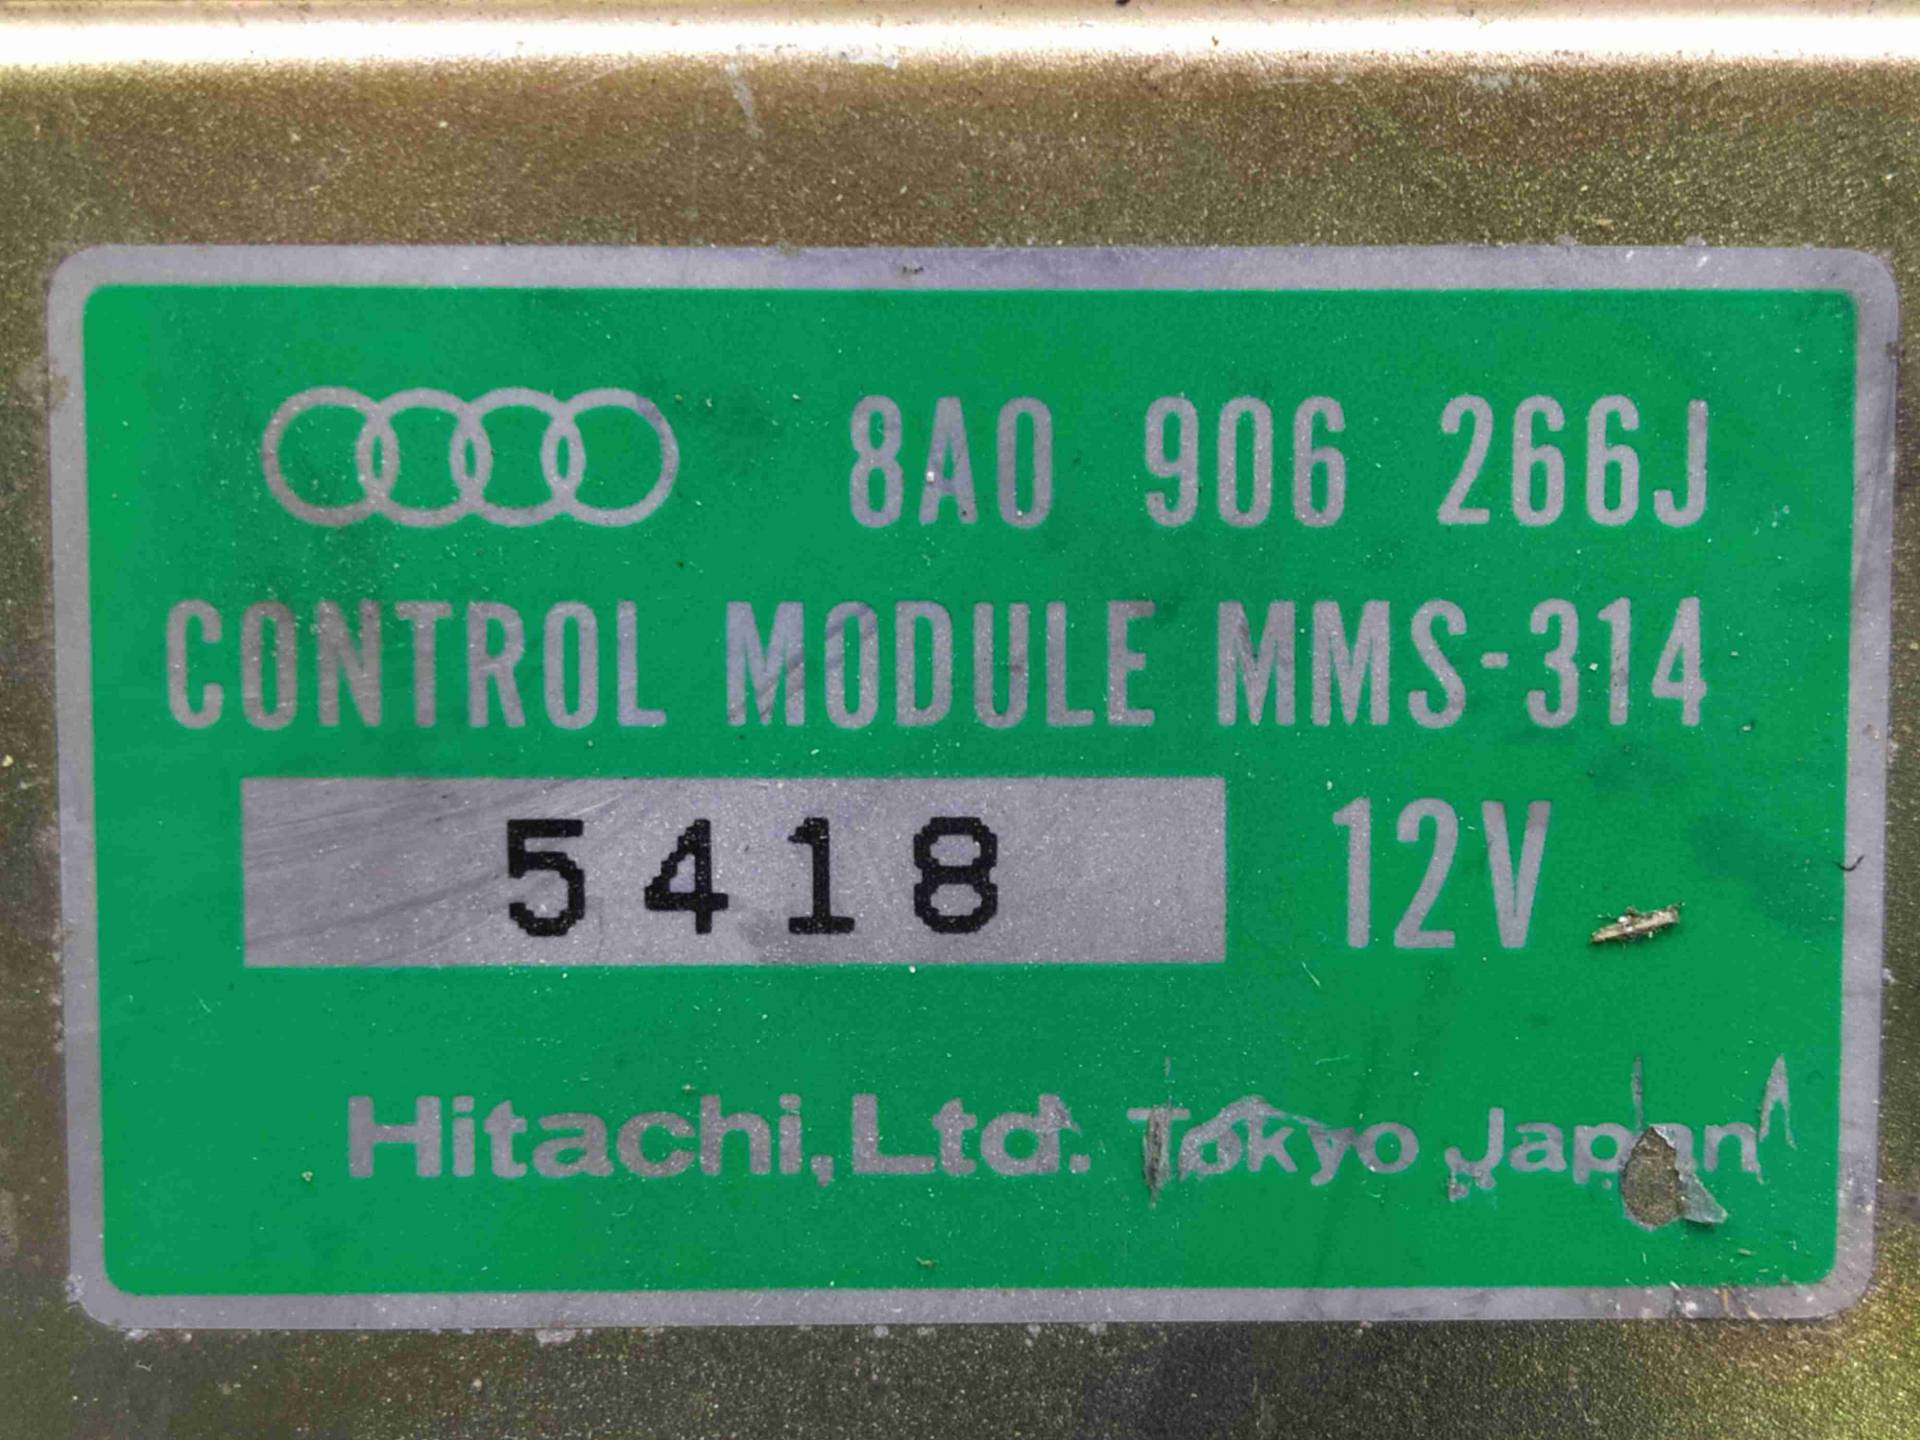 8A0 906 266J
CONTROL MODULE MMS-314
5418 12V
Hitachi, Ltd. Tokyo Japan